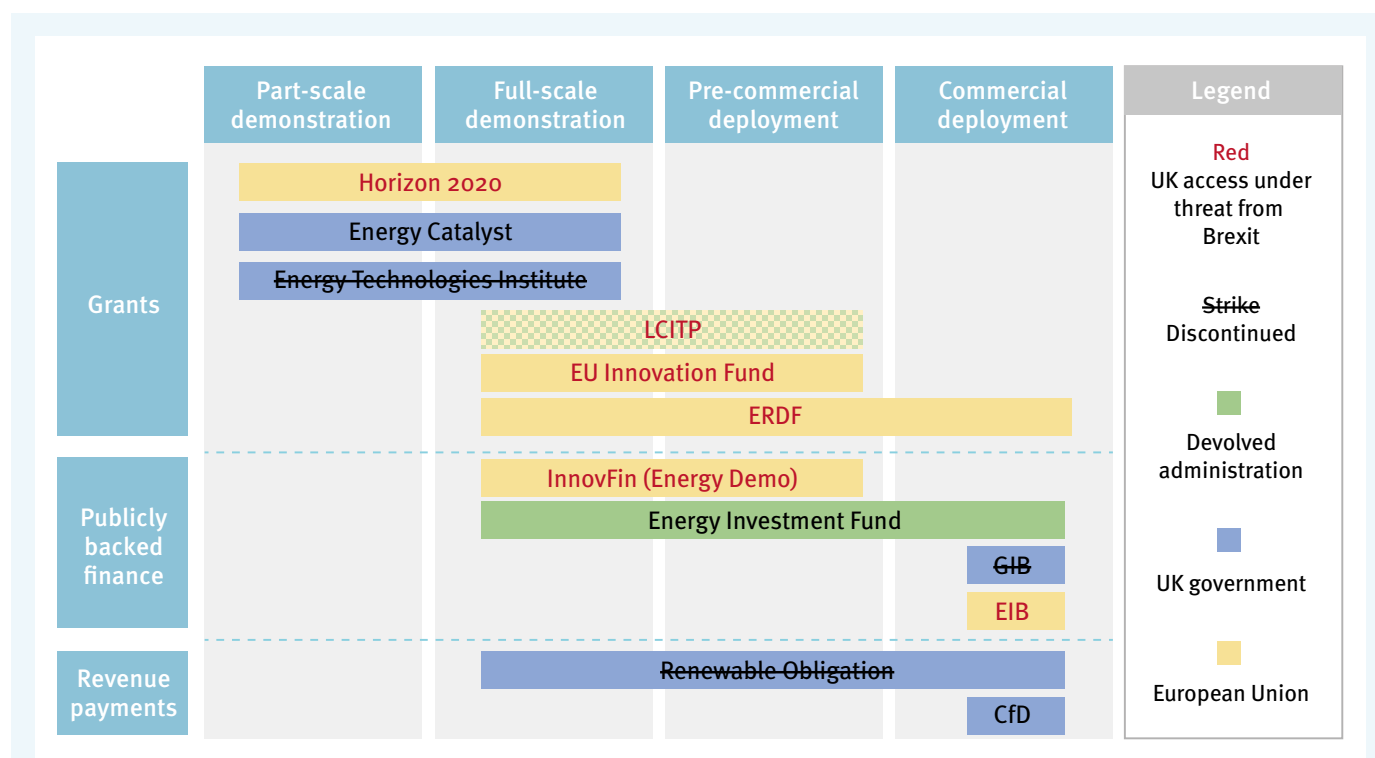 Part-scale
demonstration
Full-scale
demonstration
Pre-commercial
deployment
Commercial
deployment
Legend
Grants
Horizon 2020
Energy Catalyst
Energy Technologies Institute
LCITP
EU Innovation Fund
ERDF
Publicly
backed
finance
InnovFin (Energy Demo)
Energy Investment Fund
GIB
EIB
Revenue
payments
Renewable Obligation
CfD
Red
UK access under
threat from
Brexit
Strike
Discontinued
Devolved
administration
UK government
European Union